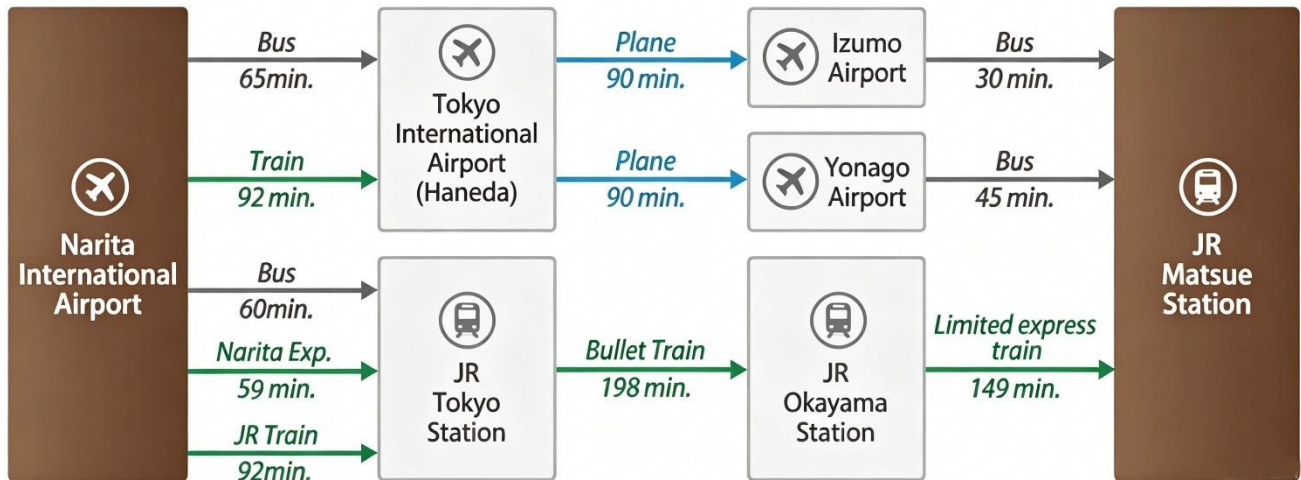 Narita
International
Airport
Bus
65min.
Train
92 min.
Bus
60min.
Narita Exp.
59 min.
JR Train
92min.
Tokyo
International
Airport
(Haneda)
JR
Tokyo
Station
Plane
90 min.
Plane
90 min.
Bullet Train
198 min.
Izumo
Airport
Yonago
Airport
JR
Okayama
Station
Bus
30 min.
Bus
45 min.
Limited express
train
149 min.
JR
Matsue
Station